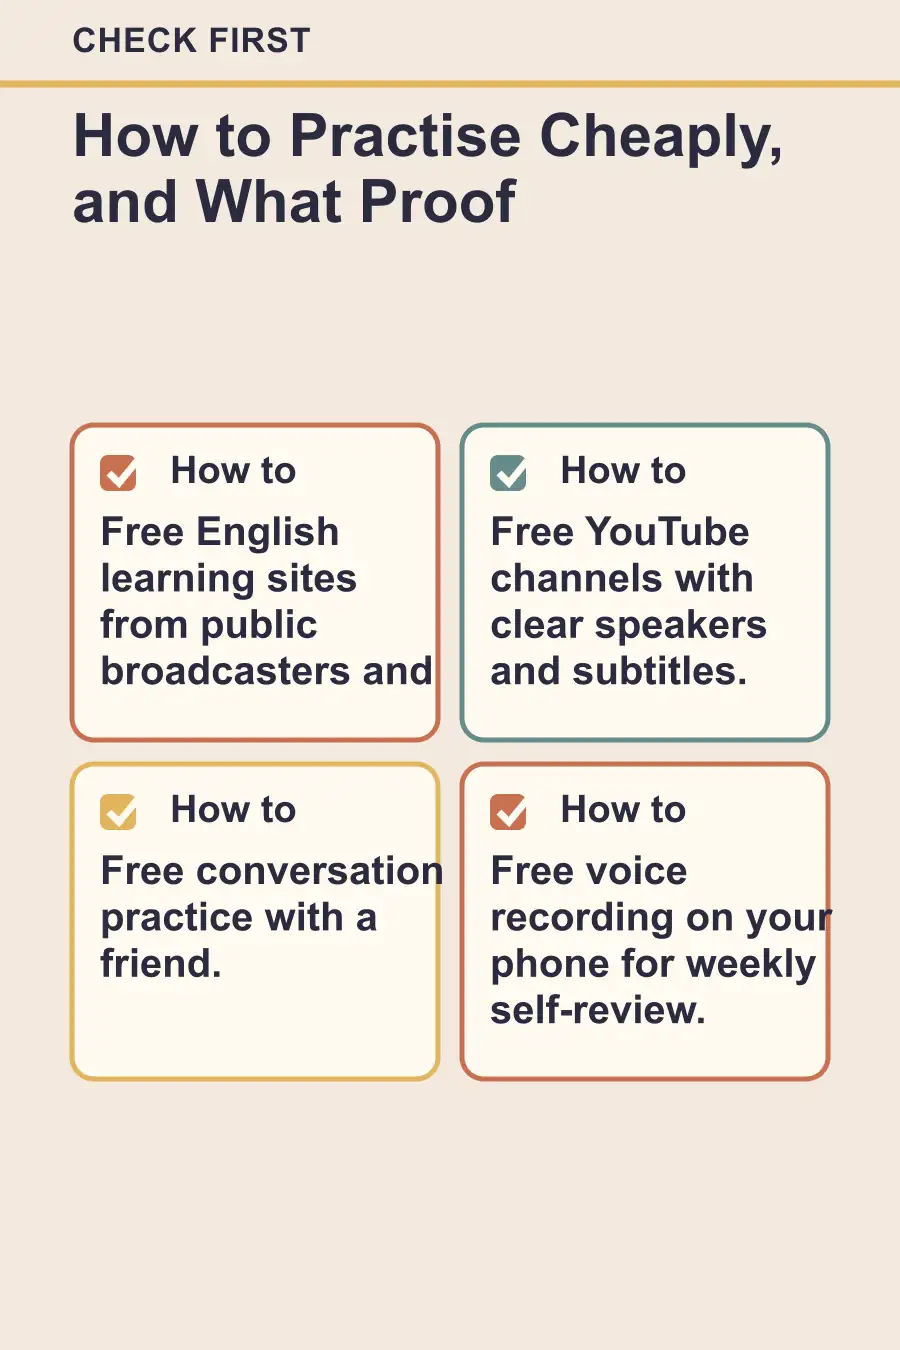 CHECK FIRST
How to Practise Cheaply,
and What Proof
How to
Free English
learning sites
from public
broadcasters and
How to
Free YouTube
channels with
clear speakers
and subtitles.
How to
Free conversation
practice with a
friend.
How to
Free voice
recording on your
phone for weekly
self-review.